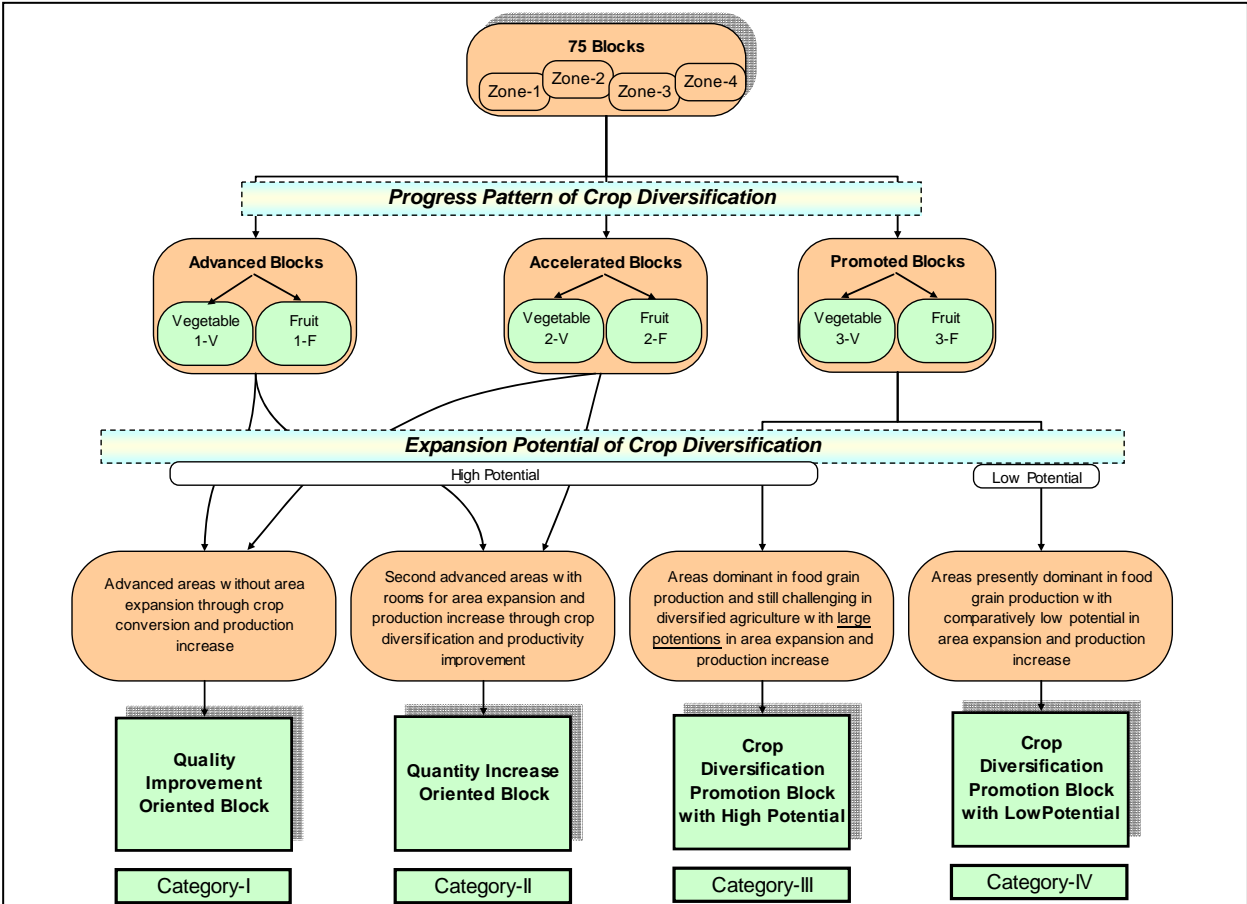 75 Blocks
Zone-1
Zone-2
Zone-3
Zone-4
Progress Pattern of Crop Diversification
Advanced Blocks
Vegetable
1-V
Fruit
1-F
Accelerated Blocks
Vegetable
2-V
Fruit
2-F
Promoted Blocks
Vegetable
3-V
Fruit
3-F
Expansion Potential of Crop Diversification
High Potential
Low Potential
Advanced areas without area
expansion through crop
conversion and production
increase
Second advanced areas with
rooms for area expansion and
production increase through crop
diversification and productivity
improvement
Areas dominant in food grain
production and still challenging in
diversified agriculture with large
potentions in area expansion and
production increase
Areas presently dominant in food
grain production with
comparatively low potential in
area expansion and production
increase
Quality
Improvement
Oriented Block
Quantity Increase
Oriented Block
Crop
Diversification
Promotion Block
with High Potential
Crop
Diversification
Promotion Block
with LowPotential
Category-I
Category-II
Category-III
Category-IV